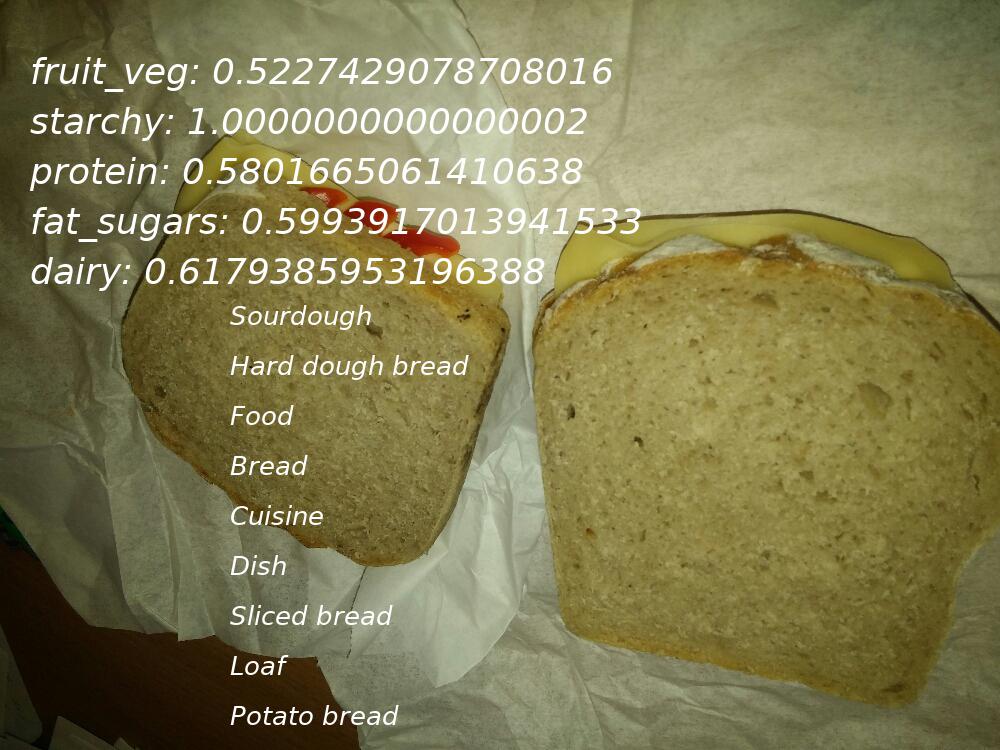 fruit_veg: 0.5227429078708016
starchy: 1.0000000000000002
protein: 0.5801665061410638
fat_sugars: 0.5993917013941533
dairy: 0.6179385953196388
Sourdough
Hard dough bread
Food
Bread
Cuisine
Dish
Sliced bread
Loaf
Potato bread